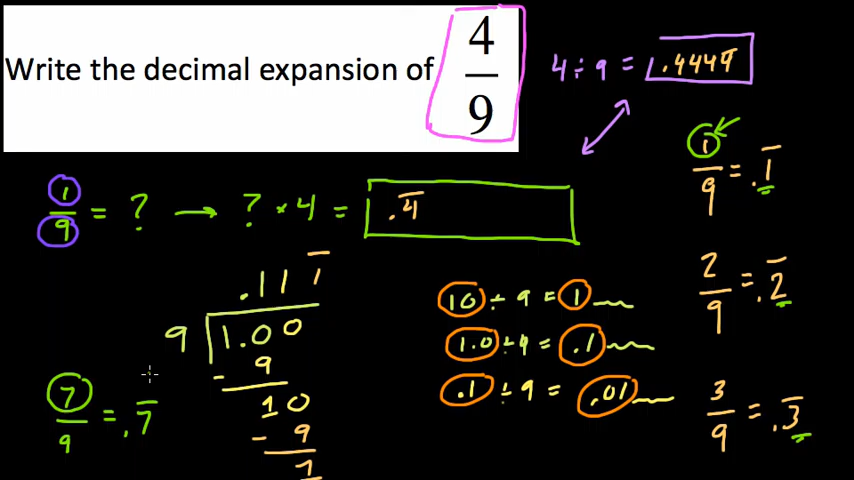 Write the decimal expansion of 4/9
4 ÷ 9 = .4449̅
1/9 = ? → ? × 4 = .4̅
1/9 = .1̅
2/9 = .2̅
3/9 = .3̅
.111̅
9 1.00
- 9
10
- 9
1
10 ÷ 9 = 1
1.0 ÷ 9 = .1
.1 ÷ 9 = .01
7/9 = .7̅